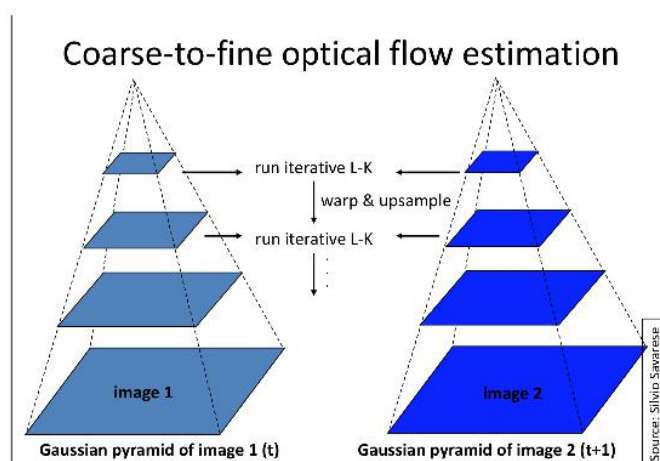 Coarse-to-fine optical flow estimation
run iterative L-K
warp & upsample
run iterative L-K
image 1
image 2
Gaussian pyramid of image 1 (t)
Gaussian pyramid of image 2 (t+1)
Source: Silvio Savarese